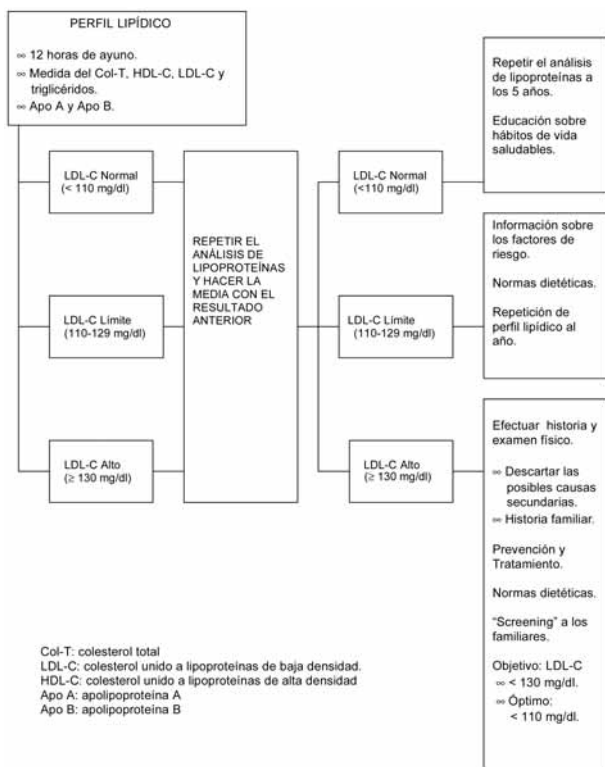 PERFIL LIPÍDICO
∞ 12 horas de ayuno.
∞ Medida del Col-T, HDL-C, LDL-C y
triglicéridos.
∞ Apo A y Apo B.
LDL-C Normal
(< 110 mg/dl)
LDL-C Límite
(110-129 mg/dl)
LDL-C Alto
(≥ 130 mg/dl)
REPETIR EL
ANÁLISIS DE
LIPOPROTEÍNAS
Y HACER LA
MEDIA CON EL
RESULTADO
ANTERIOR
LDL-C Normal
(<110 mg/dl)
LDL-C Límite
(110-129 mg/dl)
LDL-C Alto
(≥ 130 mg/dl)
Repetir el análisis
de lipoproteínas a
los 5 años.
Educación sobre
hábitos de vida
saludables.
Información sobre
los factores de
riesgo.
Normas dietéticas.
Repetición de
perfil lipídico al
año.
Efectuar historia y
examen físico.
∞ Descartar las
posibles causas
secundarias.
∞ Historia familiar.
Prevención y
Tratamiento.
Normas dietéticas.
"Screening" a los
familiares.
Objetivo: LDL-C
∞ < 130 mg/dl.
∞ Óptimo:
< 110 mg/dl.
Col-T: colesterol total
LDL-C: colesterol unido a lipoproteínas de baja densidad.
HDL-C: colesterol unido a lipoproteínas de alta densidad
Apo A: apolipoproteína A
Apo B: apolipoproteína B